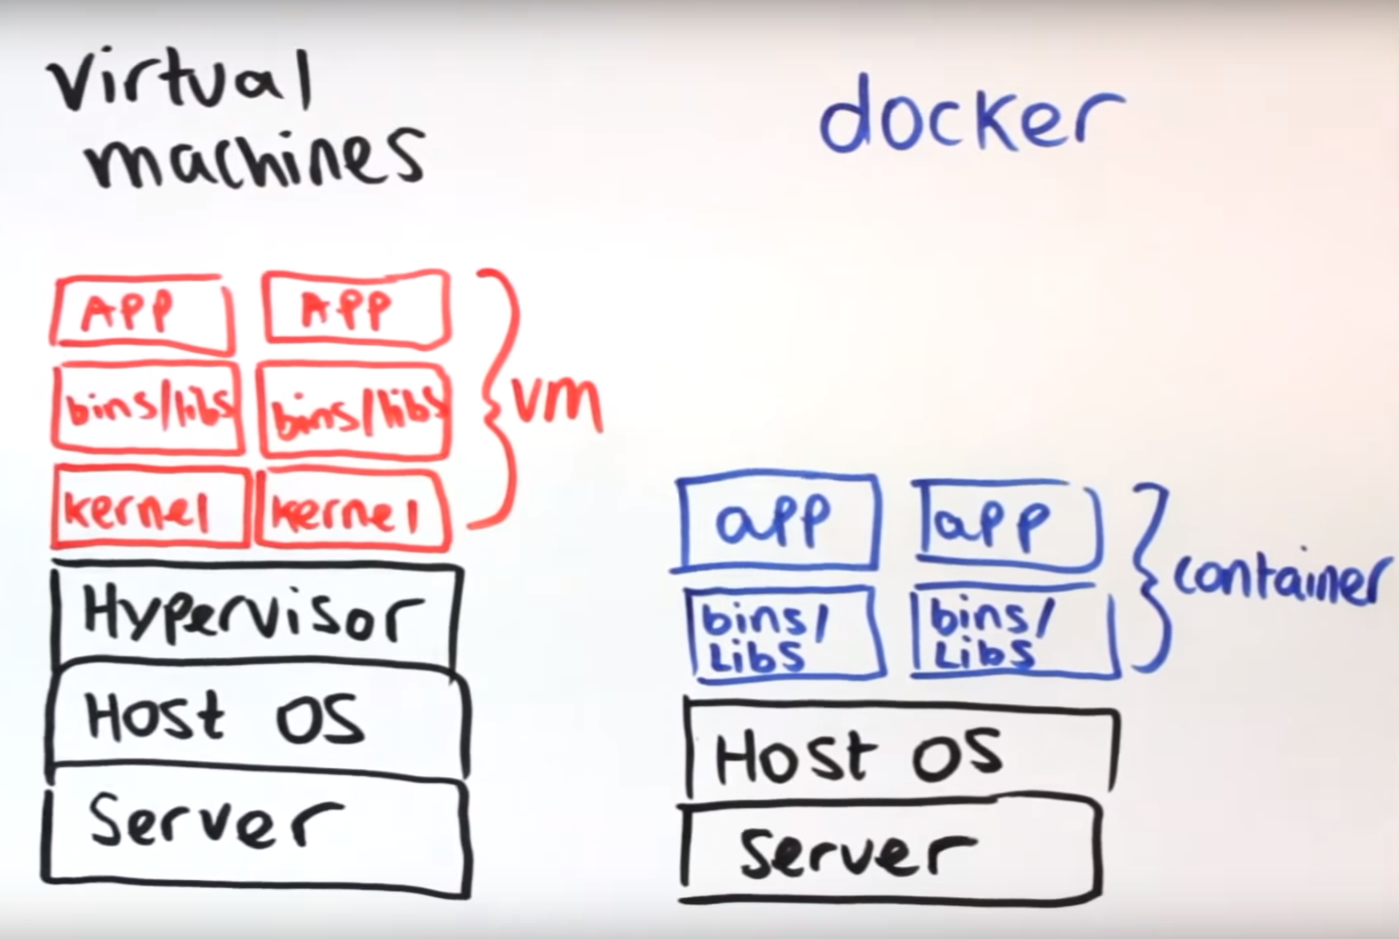 virtual
machines
docker
APP APP
bins/libs bins/libs
vm
kernel kernel
Hypervisor
Host OS
Server
app app
container
bins/ bins/
Libs Libs
Host OS
Server